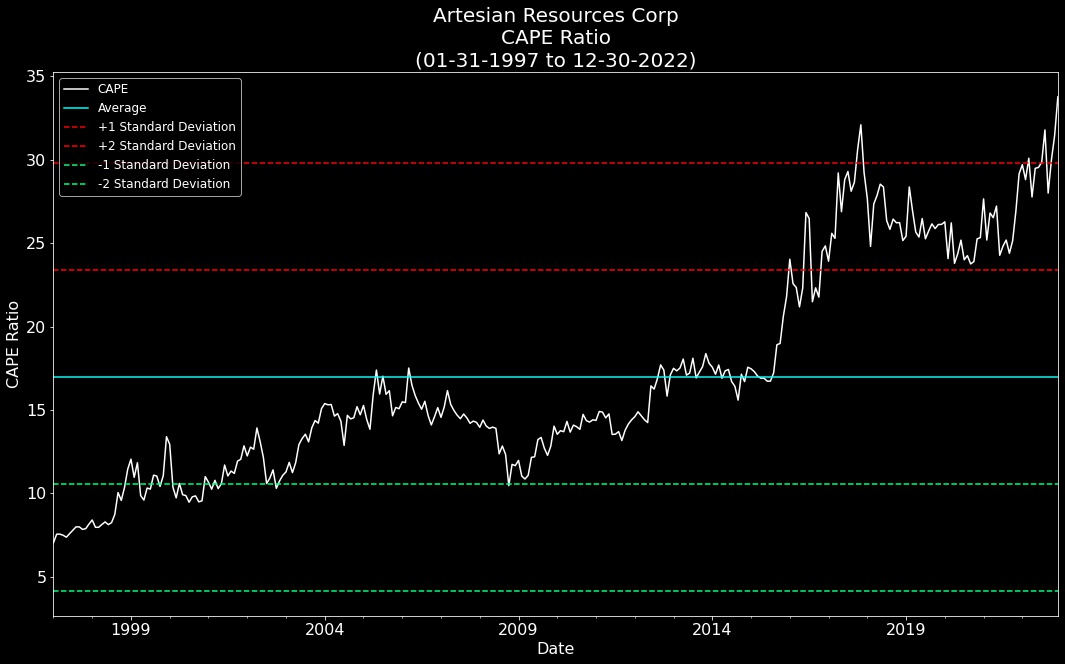 Artesian Resources Corp
CAPE Ratio
(01-31-1997 to 12-30-2022)
35
30
25
20
15
10
5
CAPE Ratio
CAPE
Average
+1 Standard Deviation
+2 Standard Deviation
-1 Standard Deviation
-2 Standard Deviation
1999 2004 2009 2014 2019
Date